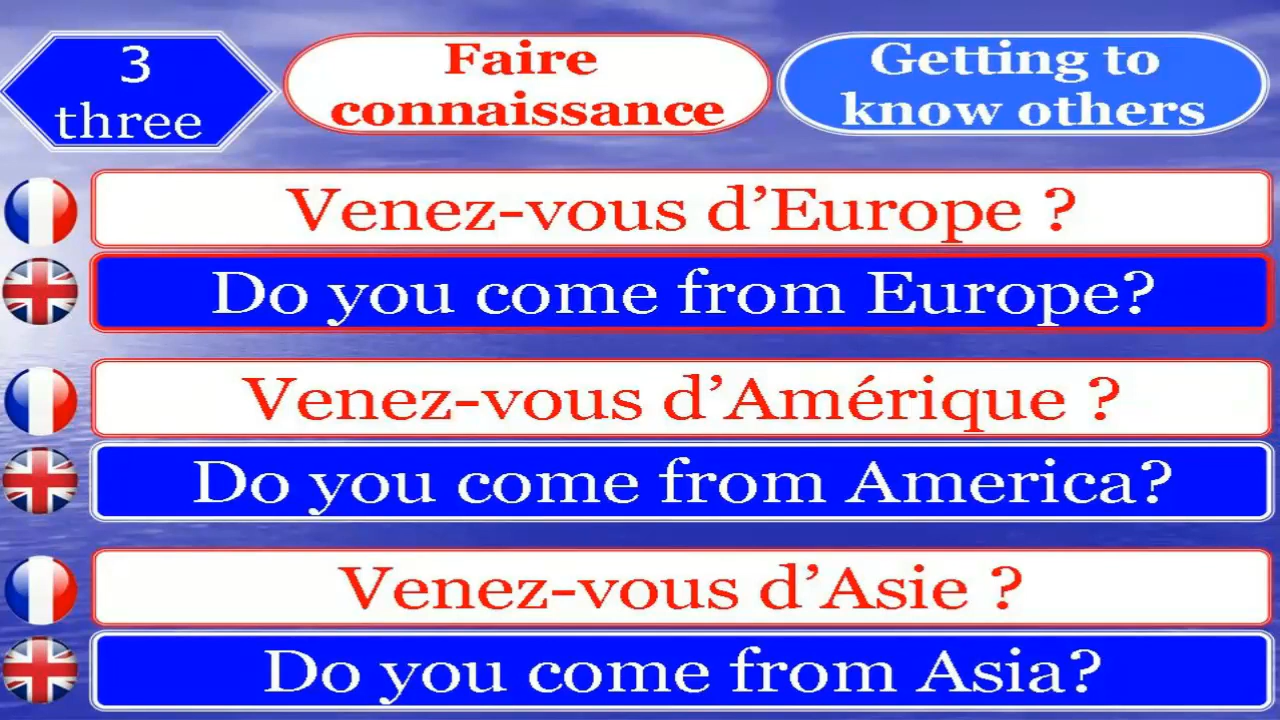 3
three
Faire
connaissance
Getting to
know others
Venez-vous d’Europe ?
Do you come from Europe?
Venez-vous d’Amérique ?
Do you come from America?
Venez-vous d’Asie ?
Do you come from Asia?